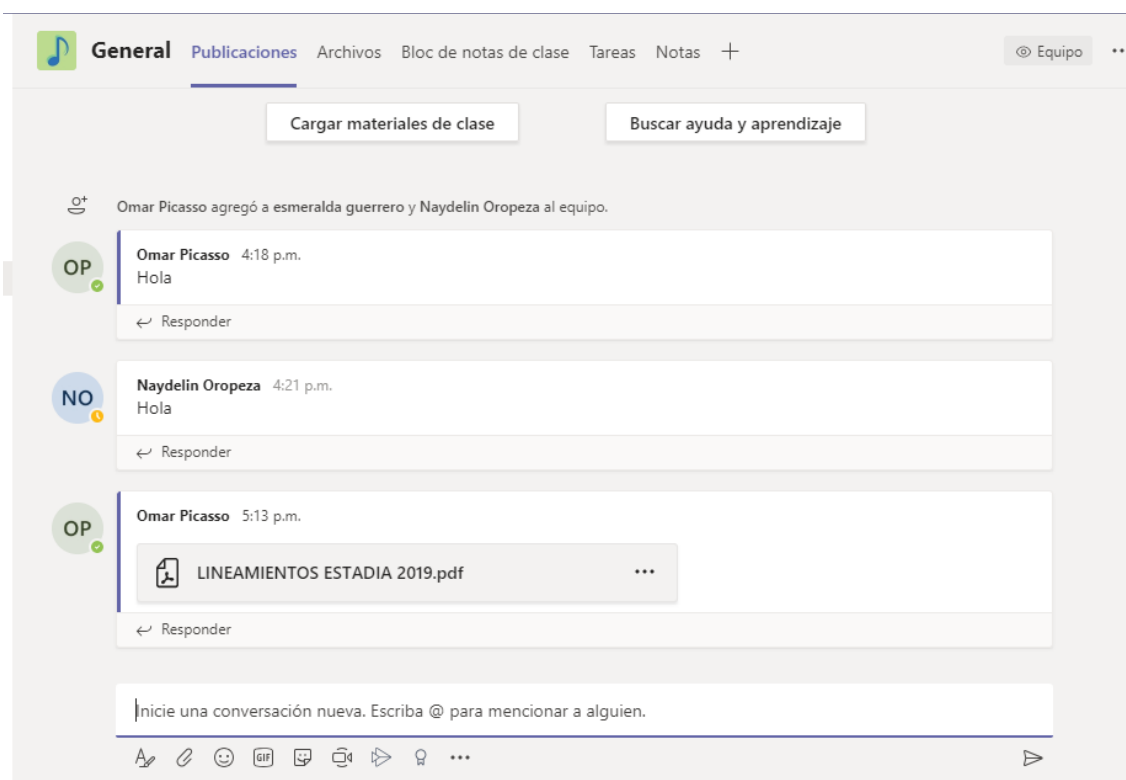 General Publicaciones Archivos Bloc de notas de clase Tareas Notas Equipo
Cargar materiales de clase Buscar ayuda y aprendizaje
Omar Picasso agregó a esmeralda guerrero y Naydelin Oropeza al equipo.
OP
Omar Picasso 4:18 p.m.
Hola
Responder
NO
Naydelin Oropeza 4:21 p.m.
Hola
Responder
OP
Omar Picasso 5:13 p.m.
LINEAMIENTOS ESTADIA 2019.pdf
Responder
Inicie una conversación nueva. Escriba @ para mencionar a alguien.
GIF